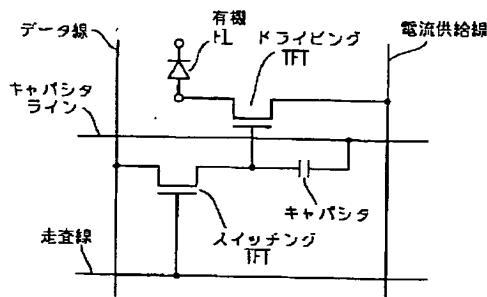 データ線
有機
EL
ドライビング
TFT
電流供給線
キャパシタ
ライン
キャパシタ
スイッチング
TFT
走査線